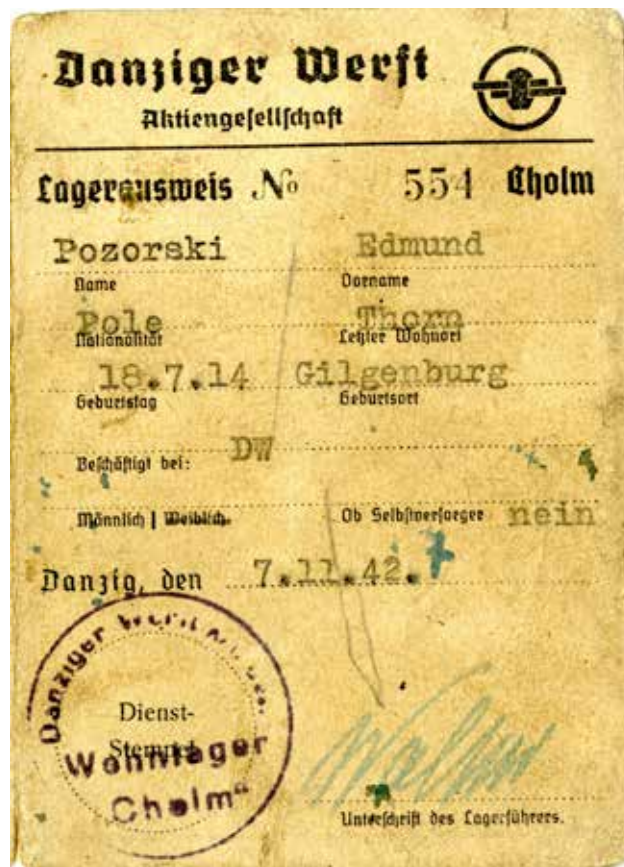 Danziger Werft
Aktiengesellschaft
Lagerausweis No 554 Cholm
Pozorski Edmund
Name Vorname
Pole Thorn
Nationalität Letzter Wohnort
18.7.14 Gilgenburg
Geburtstag Geburtsort
Beschäftigt bei: DW
Männlich | Weiblich Ob Selbstversorger nein
Danzig, den 7.11.42.
Danziger Werft
Dienst-
Stempel
Wohnlager
"Cholm"
Unterschrift des Lagerführers.